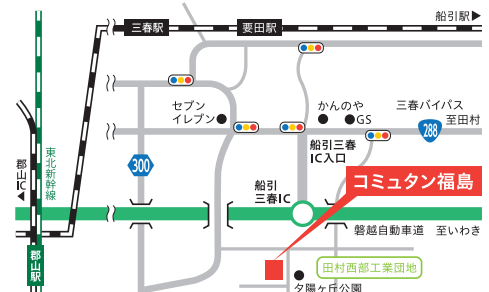 船引駅▶
三春駅
要田駅
セブン
イレブン
かんのや
GS
三春バイパス
288
至田村
船引三春
IC入口
300
東北新幹線
郡山IC
船引
三春IC
コミュタン福島
磐越自動車道
至いわき
郡山駅
田村西部工業団地
夕陽ヶ丘公園